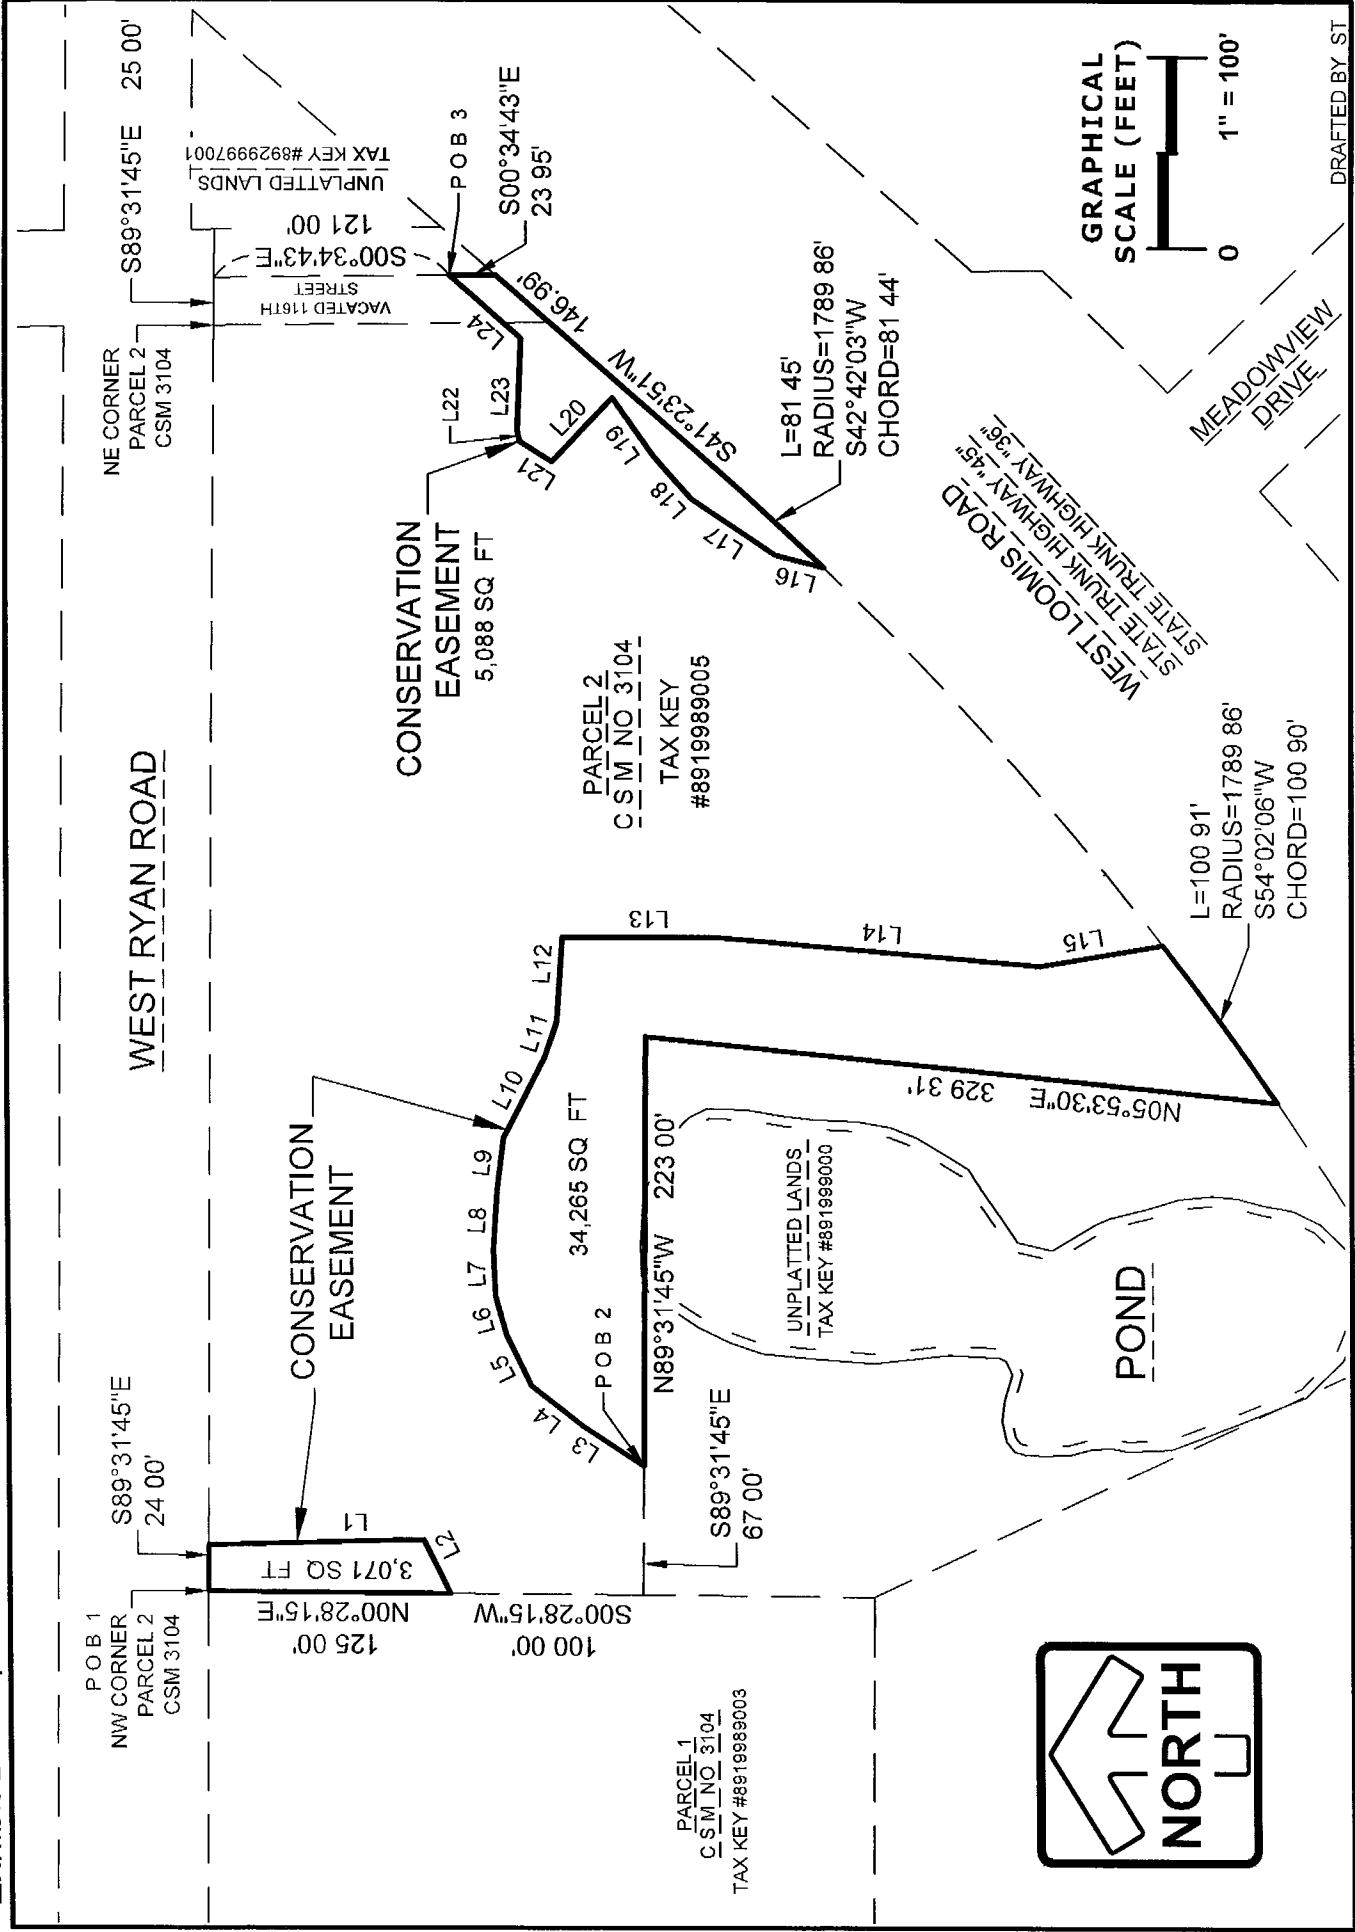 P O B 1
NW CORNER
PARCEL 2
CSM 3104
S89°31'45"E
24 00'
WEST RYAN ROAD
NE CORNER
PARCEL 2
CSM 3104
S89°31'45"E 25 00'
VACATED 116TH
STREET
S00°34'43"E
121 00'
UNPLATTED LANDS
TAX KEY #8929997001
P O B 3
S00°34'43"E
23 95'
CONSERVATION
EASEMENT
N00°28'15"E
125 00'
3,071 SQ FT
L1
L2
S00°28'15"W
100 00'
S89°31'45"E
67 00'
P O B 2
L3
L4
L5
L6
L7
L8
L9
L10
L11
L12
L13
L14
L15
34,265 SQ FT
N89°31'45"W 223 00'
N05°53'30"E 329 31'
L=100 91'
RADIUS=1789 86'
S54°02'06"W
CHORD=100 90'
CONSERVATION
EASEMENT
5,088 SQ FT
L16
L17
L18
L19
L20
L21
L22
L23
L24
S41°23'51"W 146.99'
L=81 45'
RADIUS=1789 86'
S42°42'03"W
CHORD=81 44'
PARCEL 2
C S M NO 3104
TAX KEY
#8919989005
UNPLATTED LANDS
TAX KEY #891999000
POND
WEST LOOMIS ROAD
STATE TRUNK HIGHWAY "45"
STATE TRUNK HIGHWAY "36"
MEADOWVIEW
DRIVE
PARCEL 1
C S M NO 3104
TAX KEY #8919989003
NORTH
GRAPHICAL
SCALE (FEET)
0 1" = 100'
DRAFTED BY ST